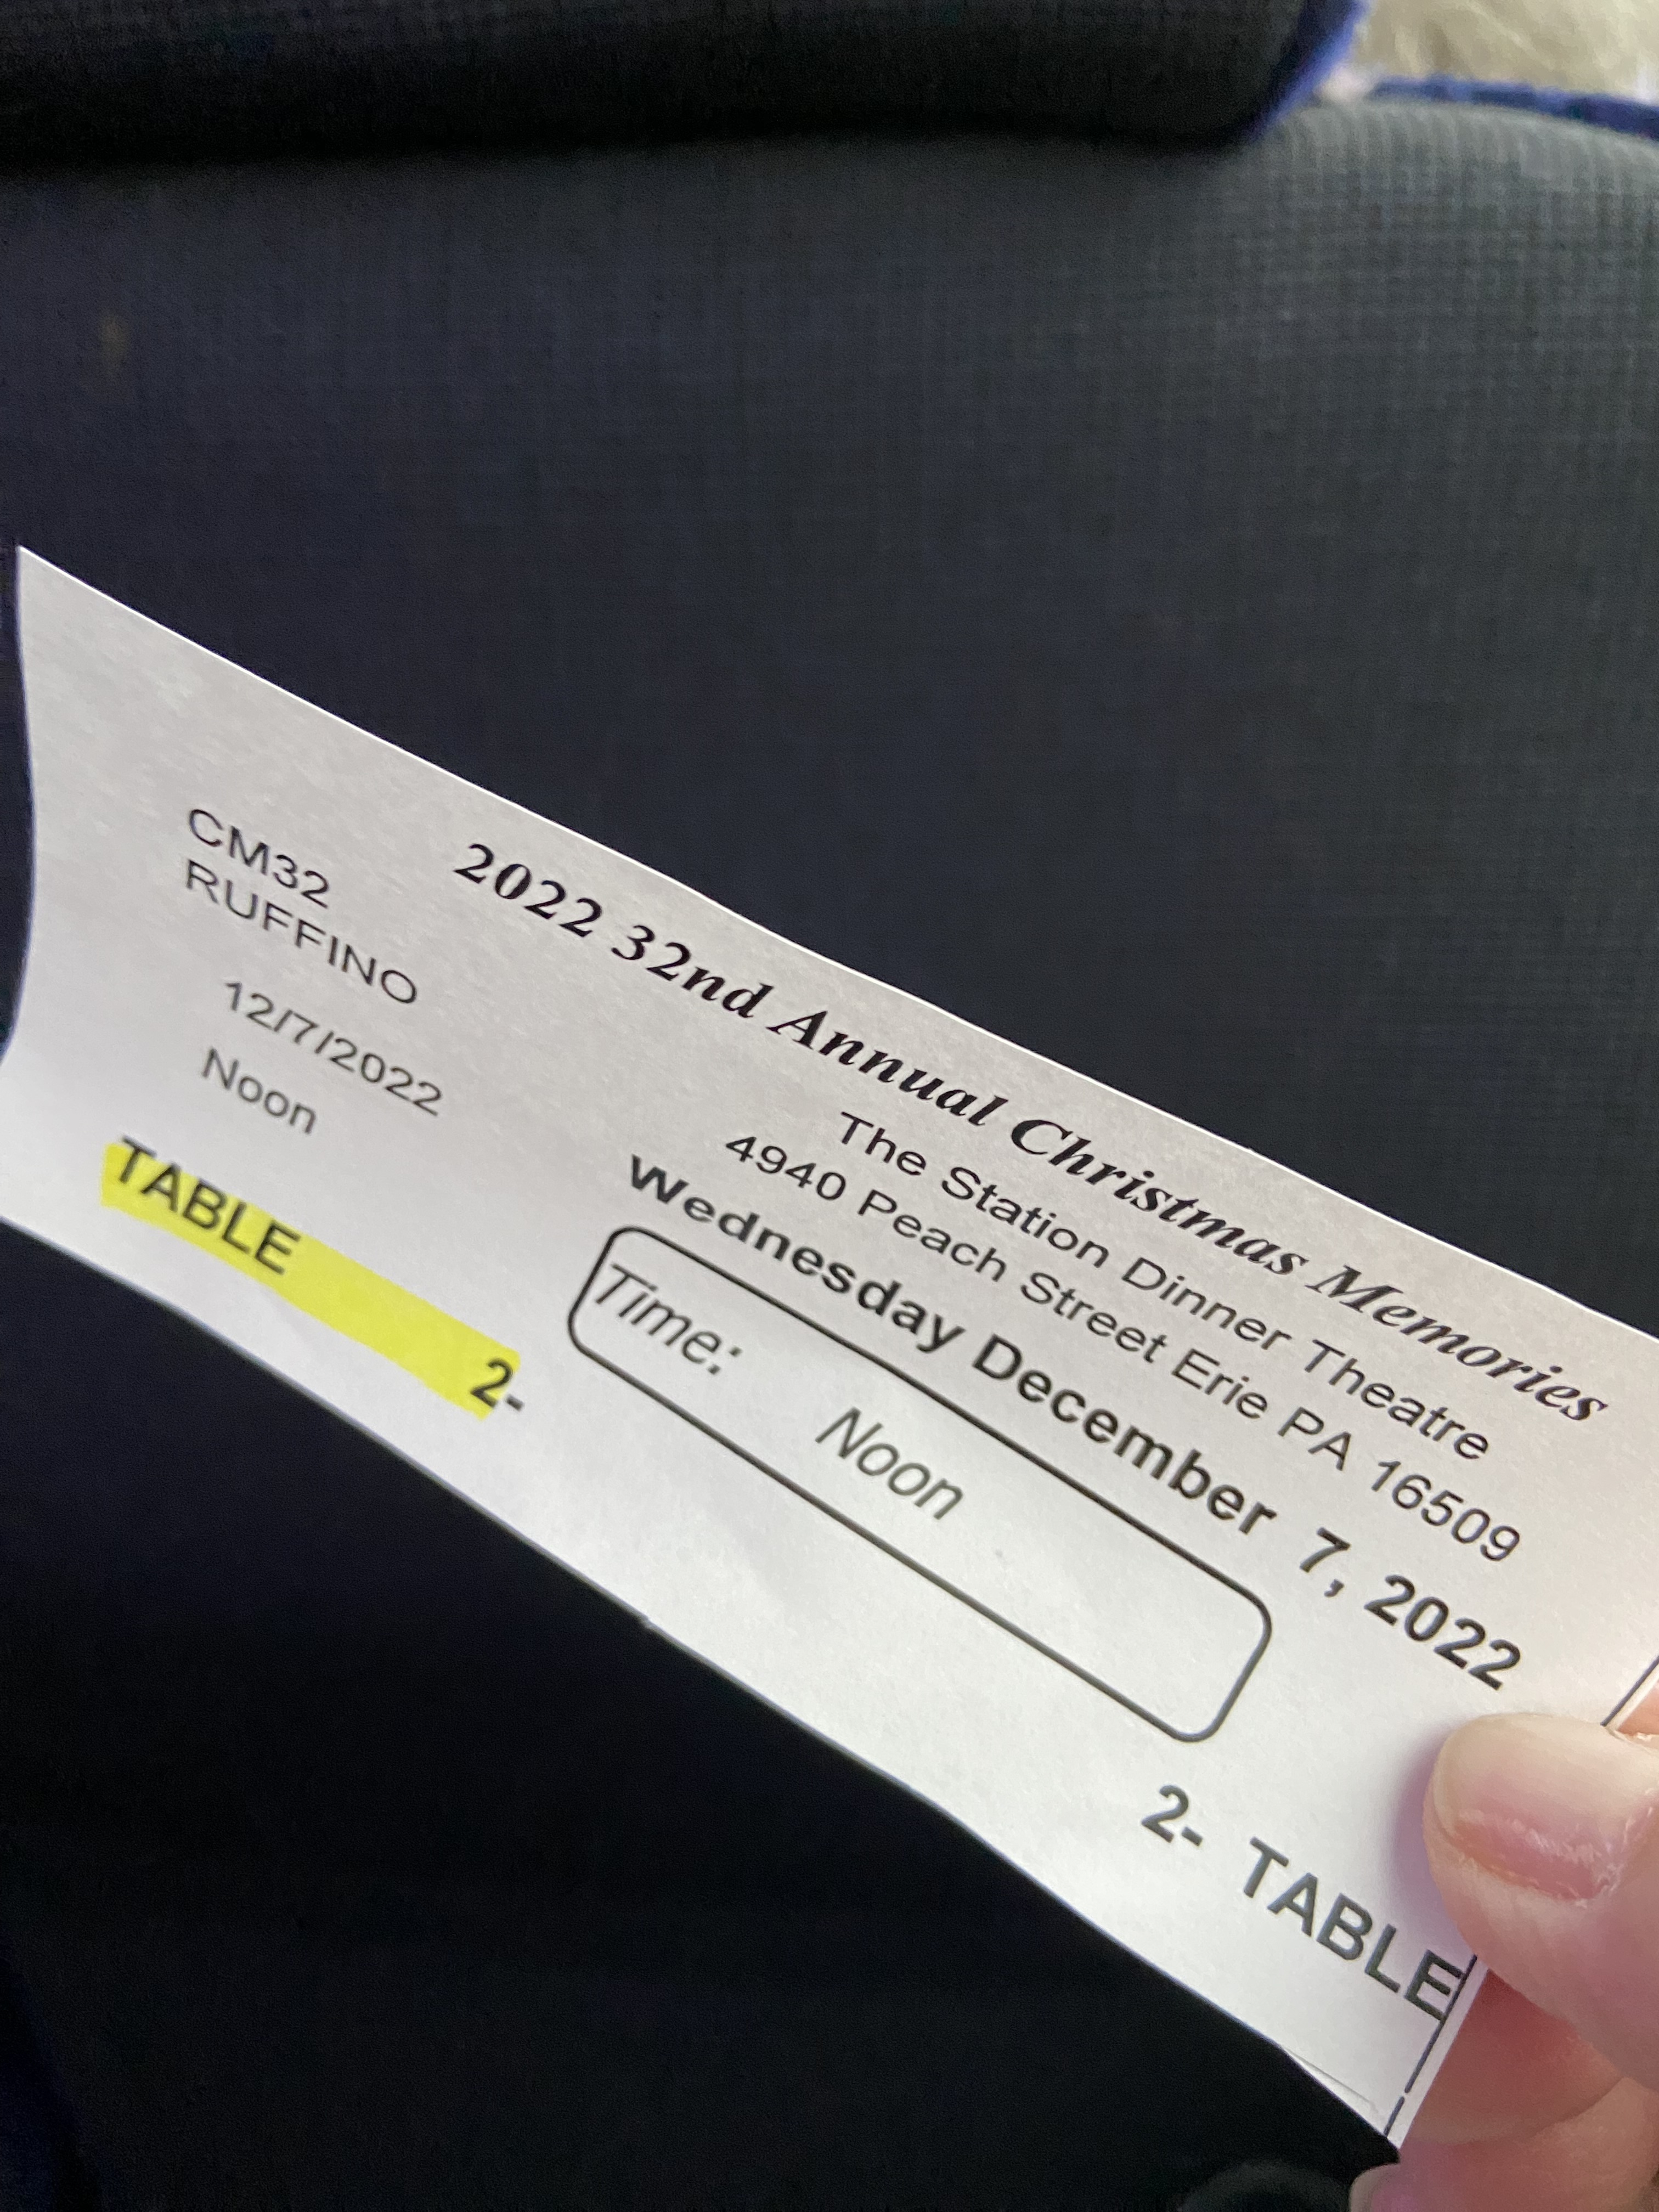 CM32
RUFFINO
12/7/2022
Noon
TABLE 2-
2022 32nd Annual Christmas Memories
The Station Dinner Theatre
4940 Peach Street Erie PA 16509
Wednesday December 7, 2022
Time: Noon
2- TABLE